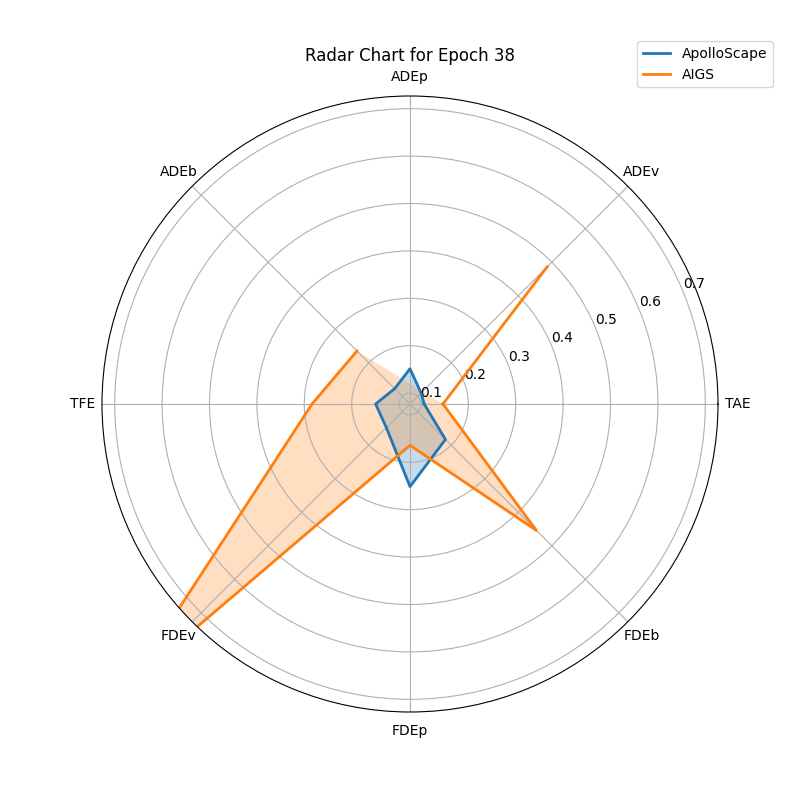 Radar Chart for Epoch 38
ApolloScape
AIGS
ADEp
ADEb
ADEv
0.7
0.6
0.5
0.4
0.3
0.2
0.1
TFE
TAE
FDEv
FDEb
FDEp